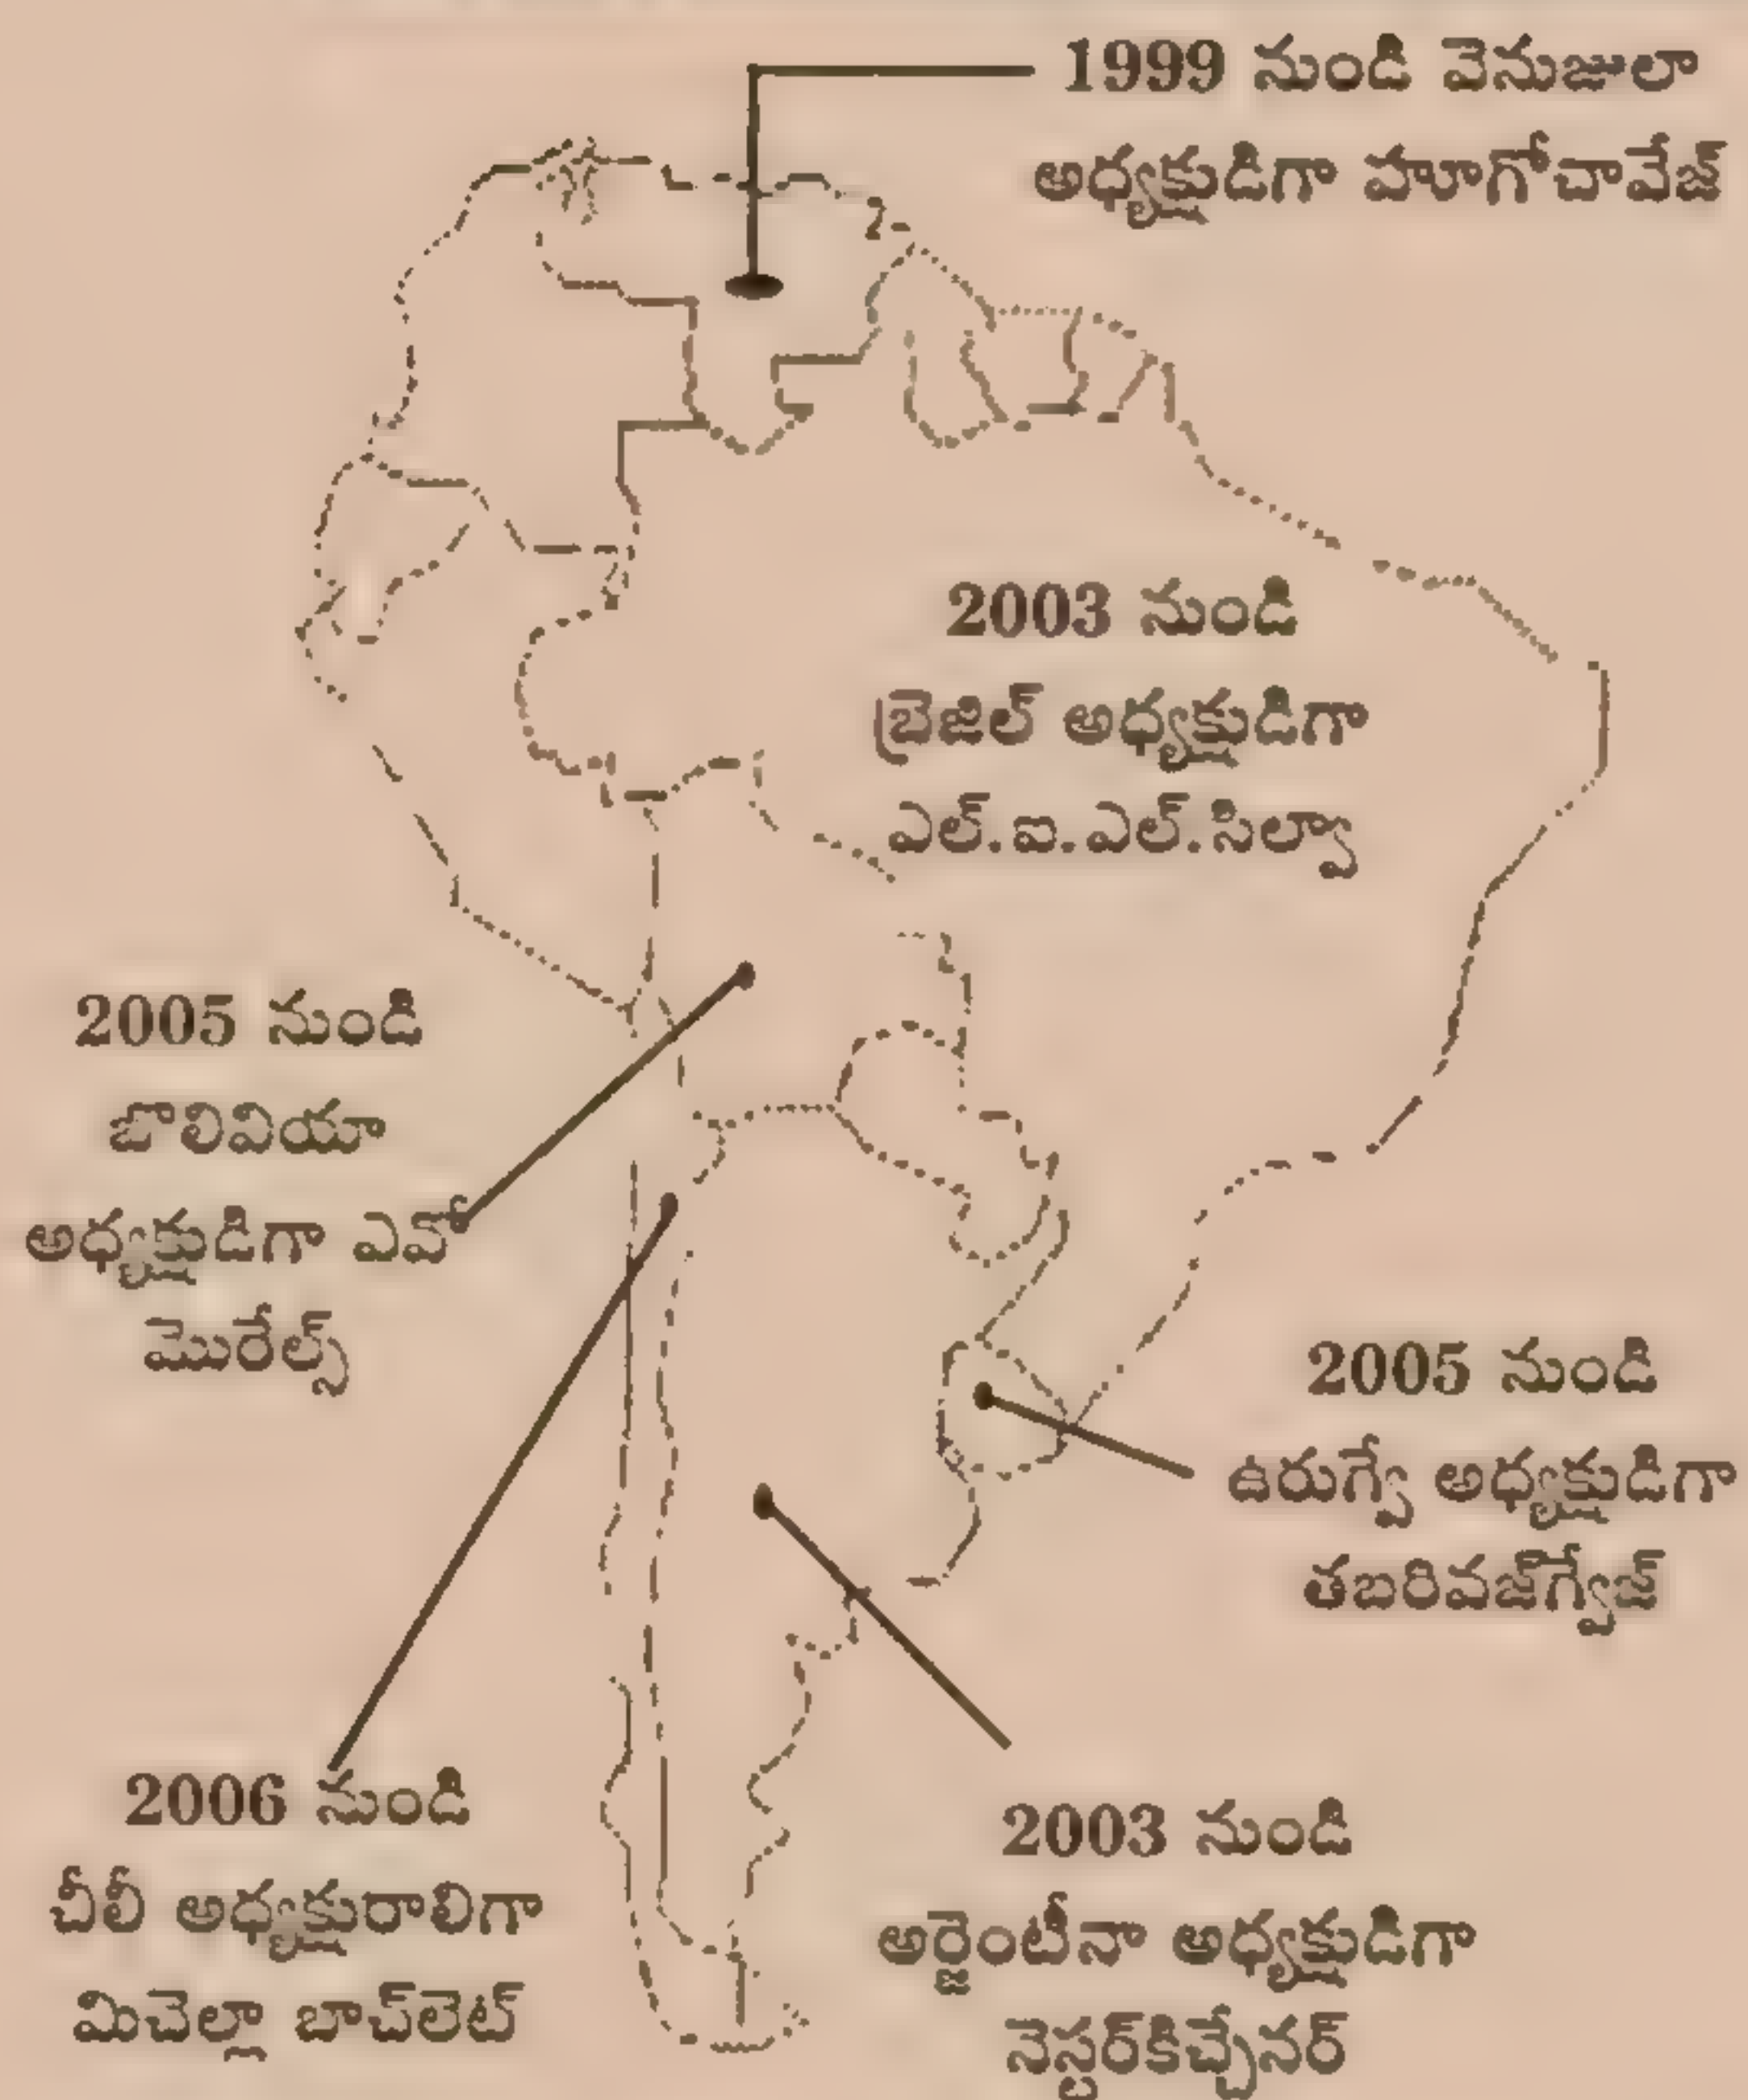 1999 నుండి వెనుజులా
అధ్యక్షుడిగా హూగోచావేజ్
2003 నుండి
బ్రెజిల్ అధ్యక్షుడిగా
ఎల్.ఐ.ఎల్.సిల్వా
2005 నుండి
బొలివియా
అధ్యక్షుడిగా ఎవో
మొరేల్స్
2005 నుండి
ఉరుగ్వే అధ్యక్షుడిగా
తబరివజ్‌గ్వేజ్
2006 నుండి
చీలీ అధ్యక్షురాలిగా
మిచెల్లా బాచ్‌లెట్
2003 నుండి
అర్జెంటీనా అధ్యక్షుడిగా
నెస్టర్‌కిచ్చేనర్